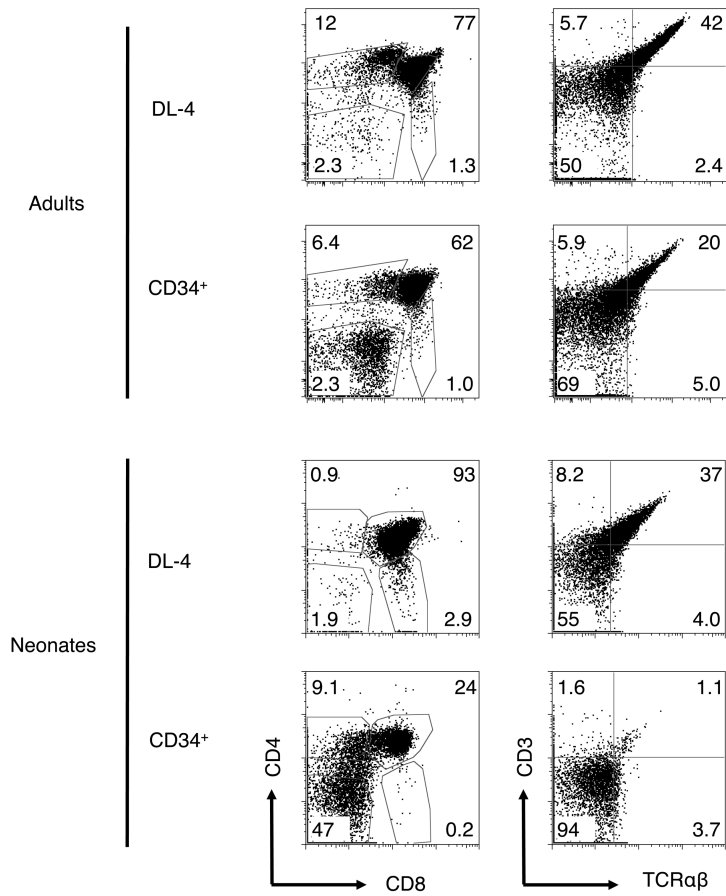 12 77 5.7 42
DL-4
2.3 1.3 50 2.4
Adults
6.4 62 5.9 20
CD34⁺
2.3 1.0 69 5.0
0.9 93 8.2 37
DL-4
1.9 2.9 55 4.0
Neonates
9.1 24 1.6 1.1
CD34⁺
CD4 CD3
47 0.2 94 3.7
CD8 TCRαβ